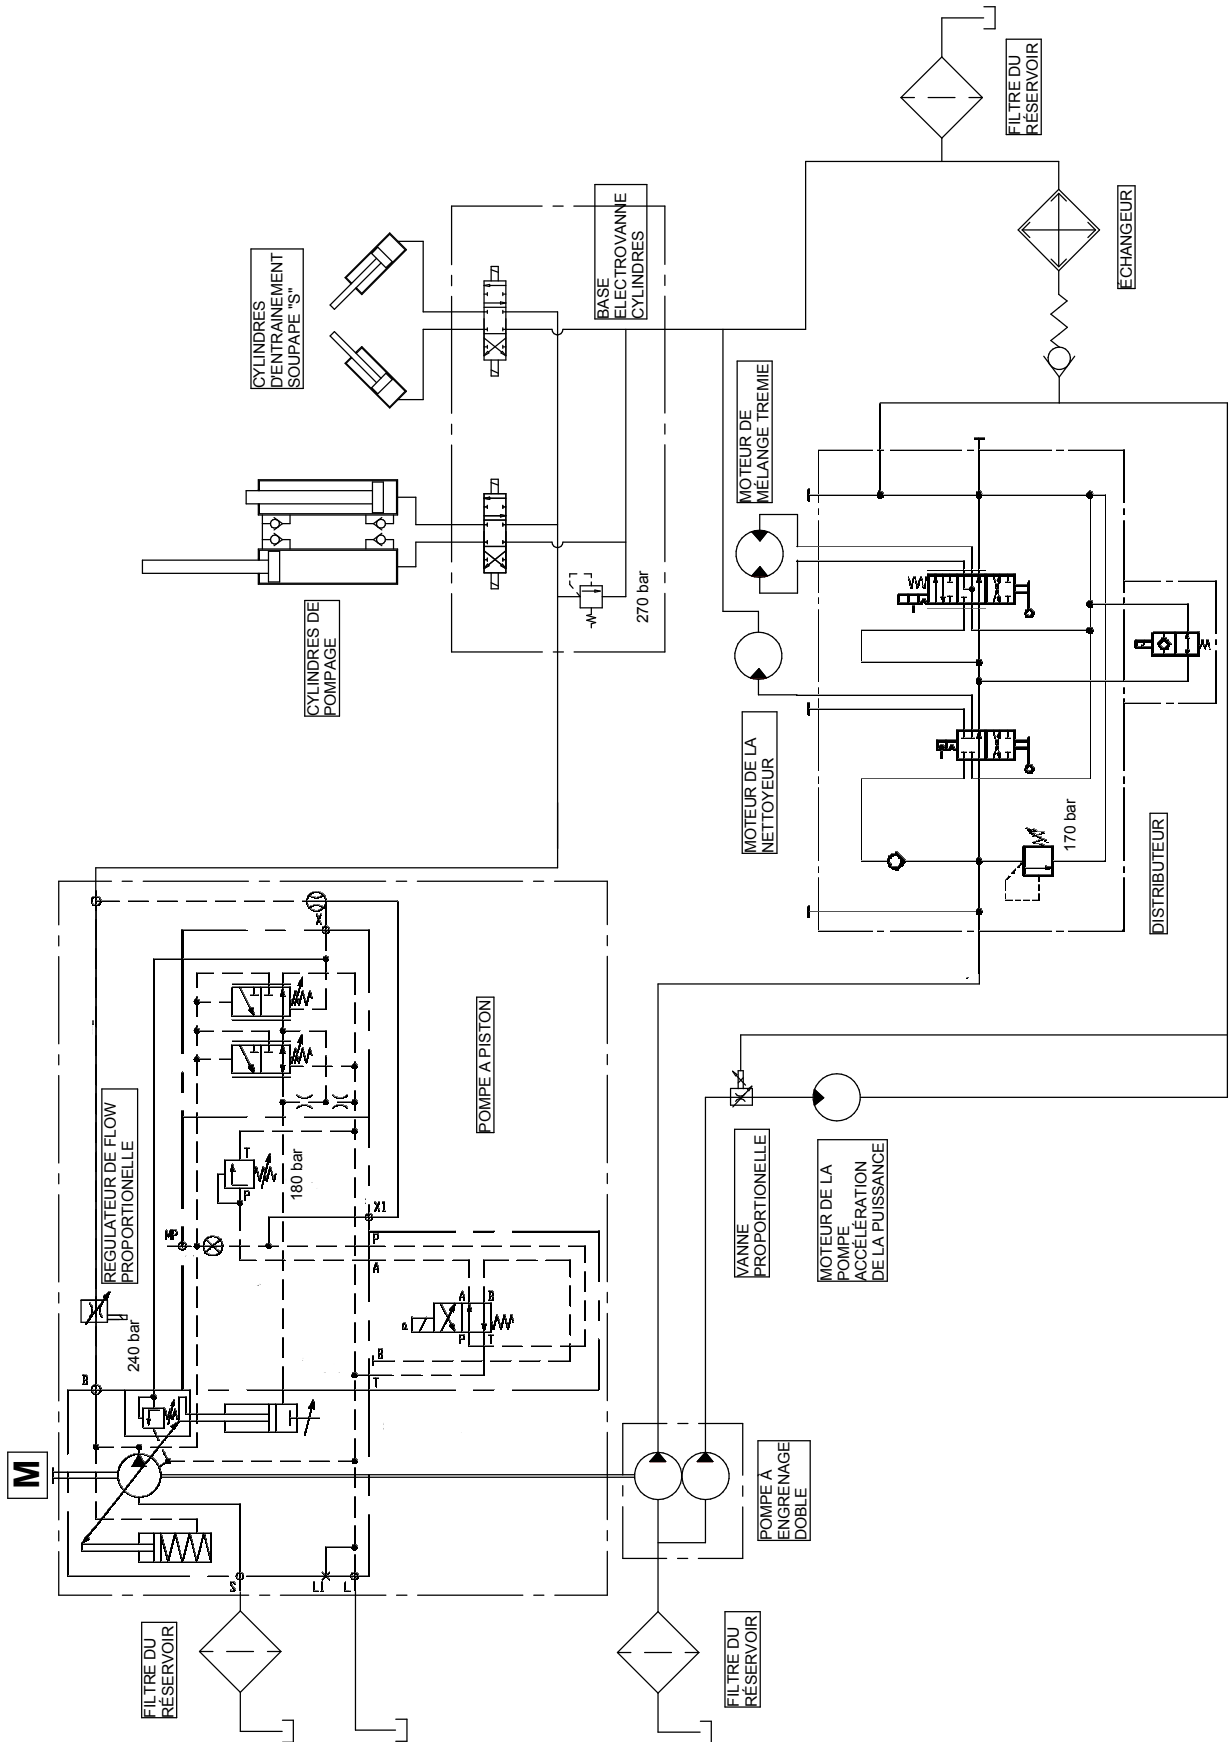 FILTRE DU
RÉSERVOIR
ECHANGEUR
CYLINDRES
D'ENTRAINEMENT
SOUPAPE "S"
BASE
ELECTROVANNE
CYLINDRES
CYLINDRES DE
POMPAGE
270 bar
MOTEUR DE
MÉLANGE TREMIE
MOTEUR DE LA
NETTOYEUR
170 bar
DISTRIBUTEUR
REGULATEUR DE FLOW
PROPORTIONELLE
240 bar
180 bar
POMPE A PISTON
M
B
MP
X
X1
P
T
P
A
A
B
P
T
a
B
T
S
L1
L
VANNE
PROPORTIONELLE
MOTEUR DE LA
POMPE
ACCÉLÉRATION
DE LA PUISSANCE
POMPE À
ENGRENAGE
DOBLE
FILTRE DU
RÉSERVOIR
FILTRE DU
RÉSERVOIR